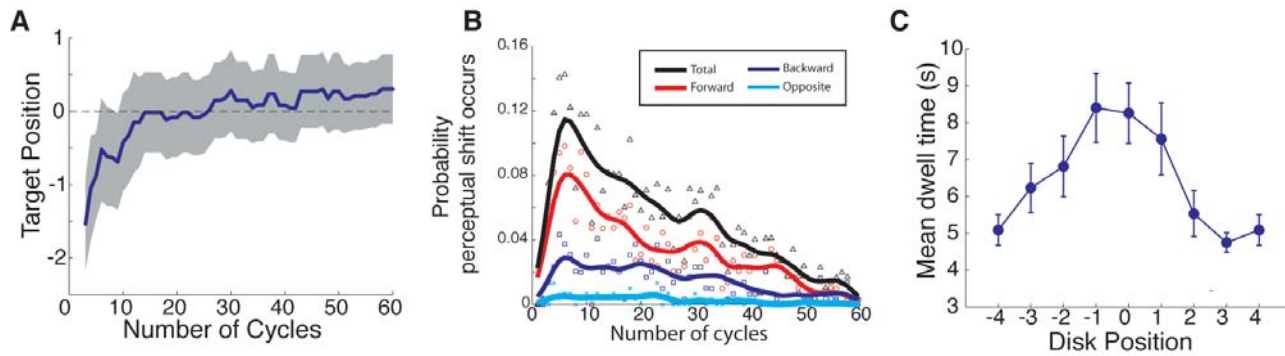 A
Target Position
1
0
-1
-2
0 10 20 30 40 50 60
Number of Cycles
B
Probability
perceptual shift occurs
0.16
0.12
0.08
0.04
0
Total
Forward
Backward
Opposite
0 10 20 30 40 50 60
Number of cycles
C
Mean dwell time (s)
10
9
8
7
6
5
4
3
-4 -3 -2 -1 0 1 2 3 4
Disk Position